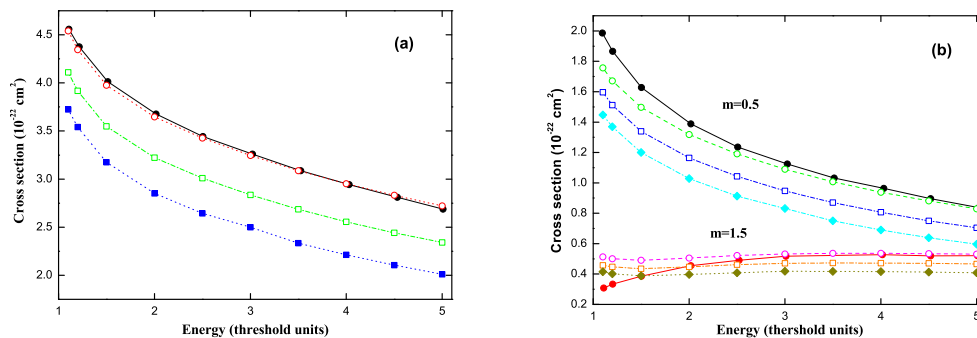 (a)
Cross section (10⁻²² cm²)
4.5
4.0
3.5
3.0
2.5
2.0
1 2 3 4 5
Energy (threshold units)
(b)
Cross section (10⁻²² cm²)
2.0
1.8
1.6
1.4
1.2
1.0
0.8
0.6
0.4
0.2
m=0.5
m=1.5
1 2 3 4 5
Energy (thershold units)